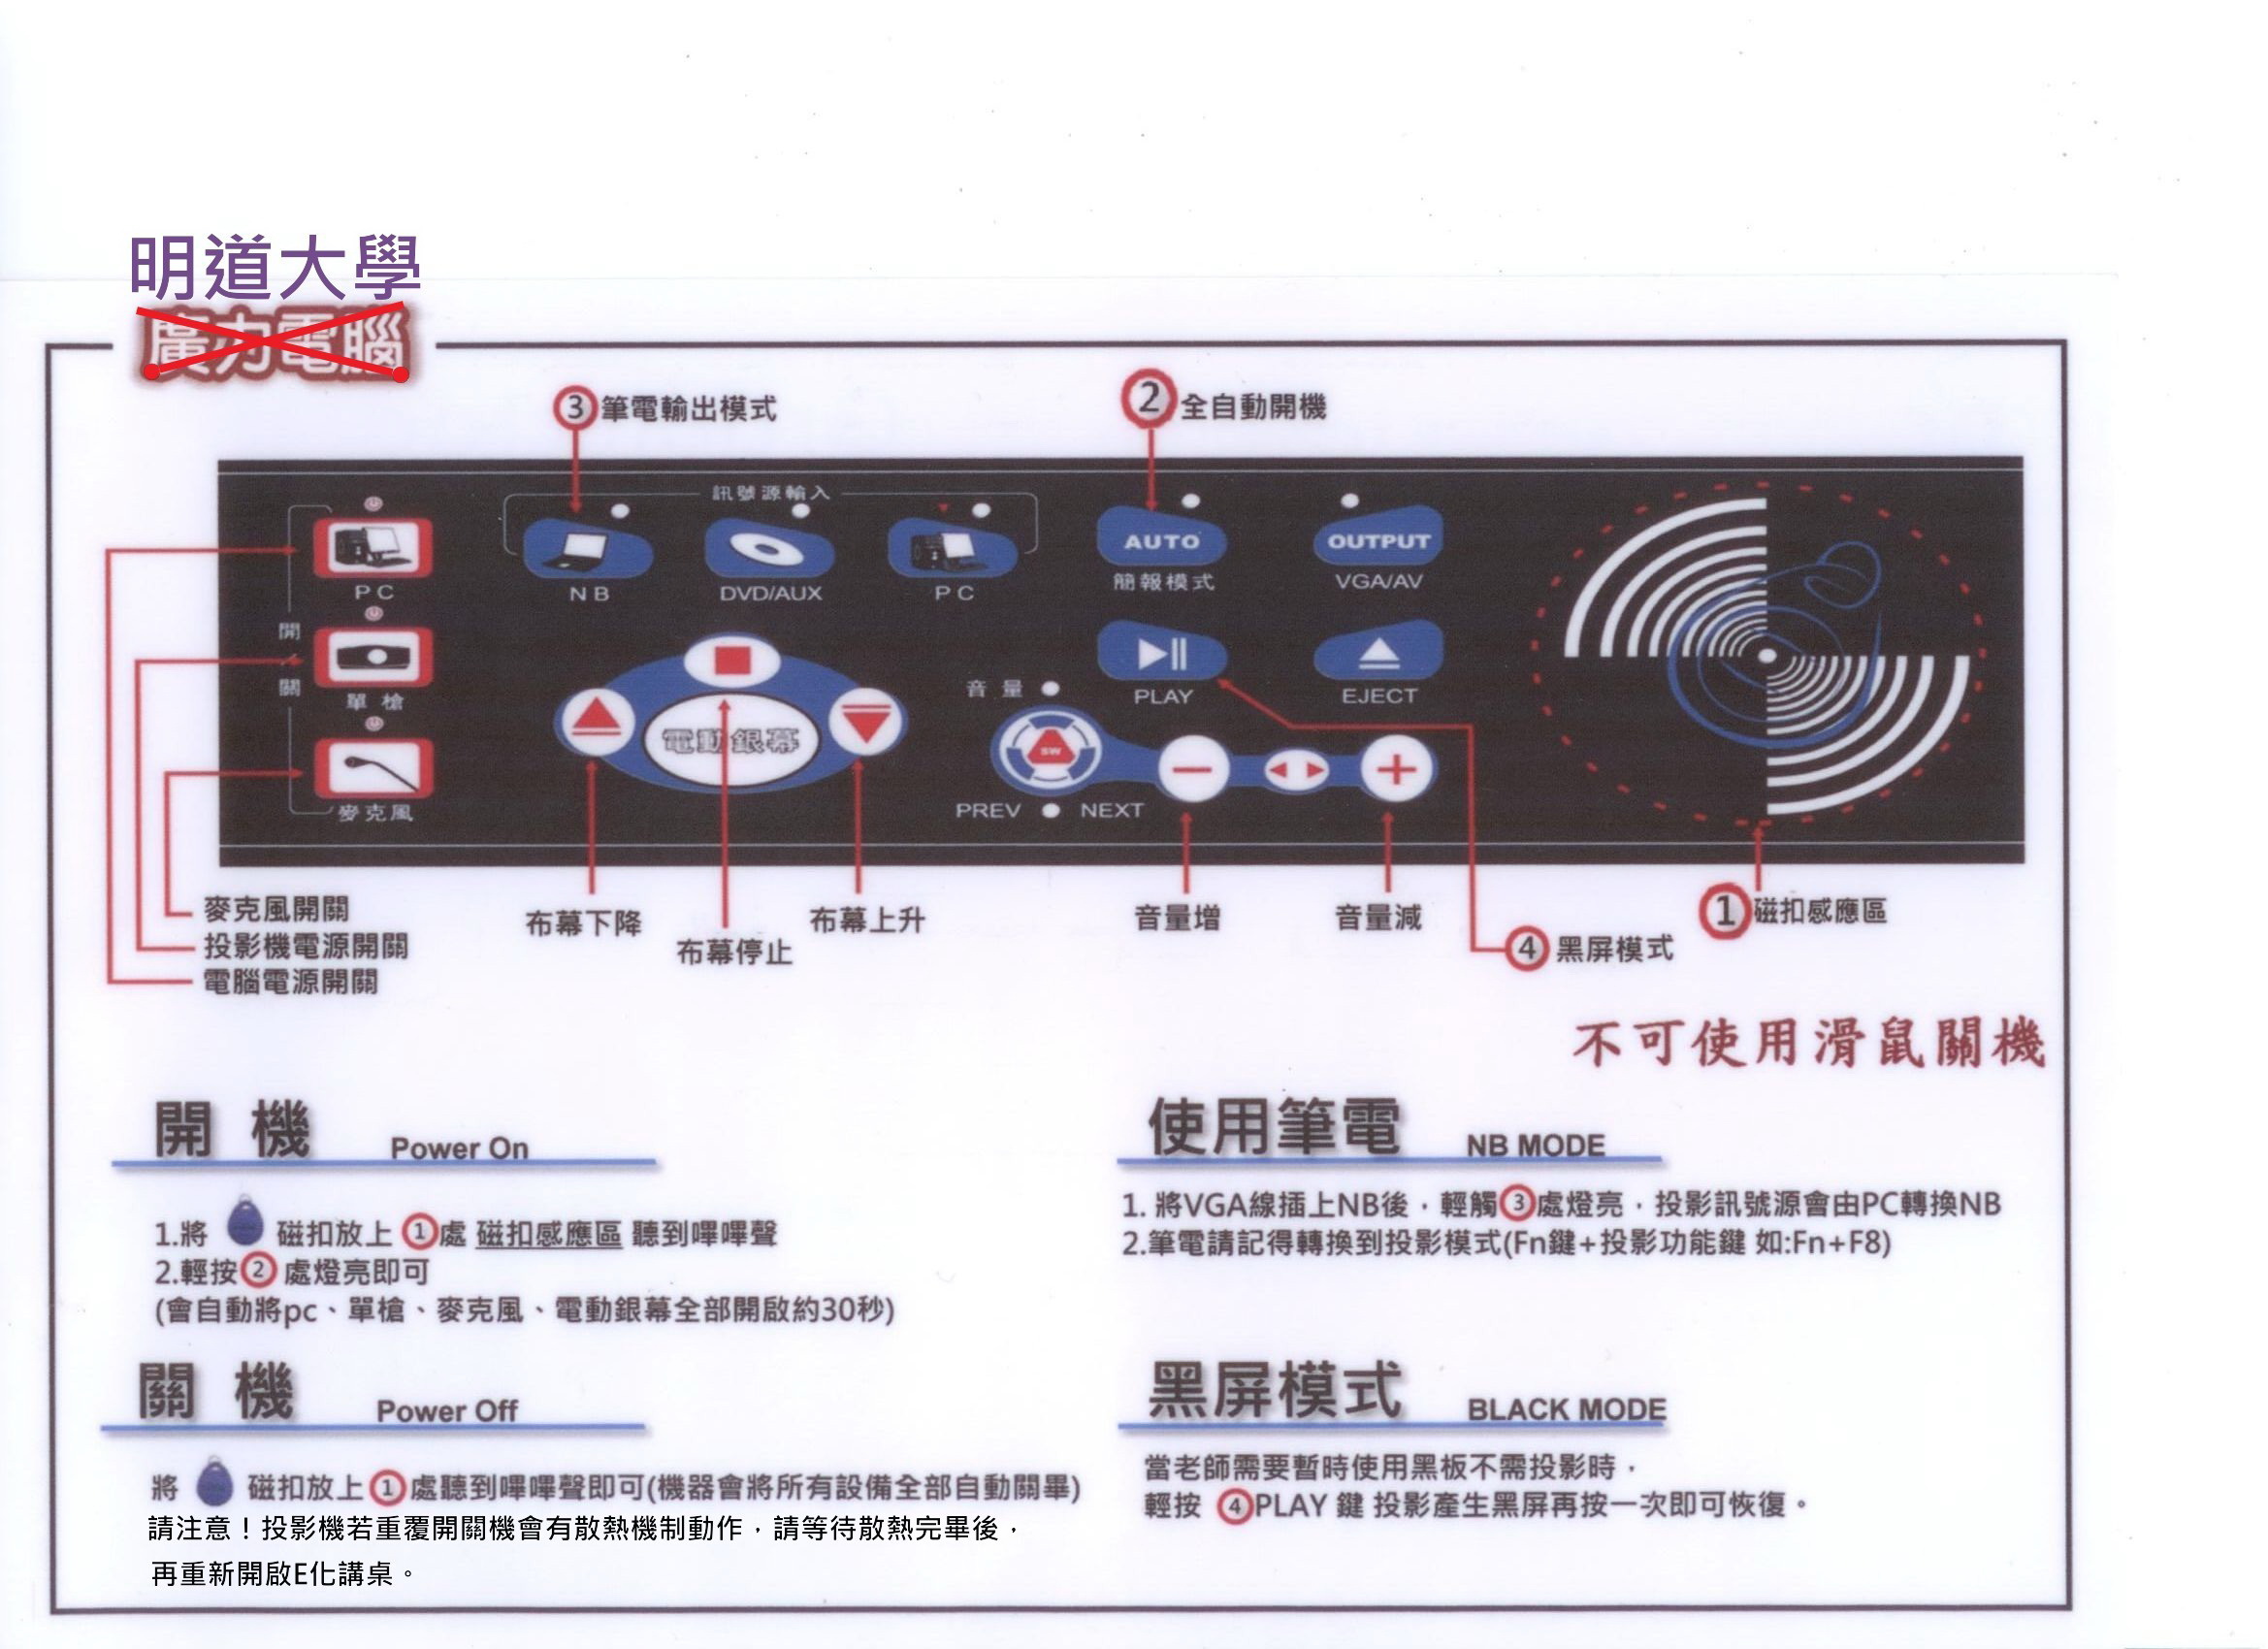 明道大學
廣力電腦
③筆電輸出模式
②全自動開機
訊號源輸入
PC
NB
DVD/AUX
PC
AUTO
簡報模式
OUTPUT
VGA/AV
開/關
單槍
麥克風
電動銀幕
音量
SW
PREV
NEXT
PLAY
EJECT
麥克風開關
投影機電源開關
電腦電源開關
布幕下降
布幕停止
布幕上升
音量增
音量減
④黑屏模式
①磁扣感應區
不可使用滑鼠關機
開 機 Power On
1.將 磁扣放上①處 磁扣感應區 聽到嗶嗶聲
2.輕按②處燈亮即可
(會自動將pc、單槍、麥克風、電動銀幕全部開啟約30秒)
關 機 Power Off
將 磁扣放上①處聽到嗶嗶聲即可(機器會將所有設備全部自動關畢)
請注意！投影機若重覆開關機會有散熱機制動作，請等待散熱完畢後，
再重新開啟E化講桌。
使用筆電 NB MODE
1. 將VGA線插上NB後，輕觸③處燈亮，投影訊號源會由PC轉換NB
2.筆電請記得轉換到投影模式(Fn鍵+投影功能鍵 如:Fn+F8)
黑屏模式 BLACK MODE
當老師需要暫時使用黑板不需投影時，
輕按 ④PLAY 鍵 投影產生黑屏再按一次即可恢復。